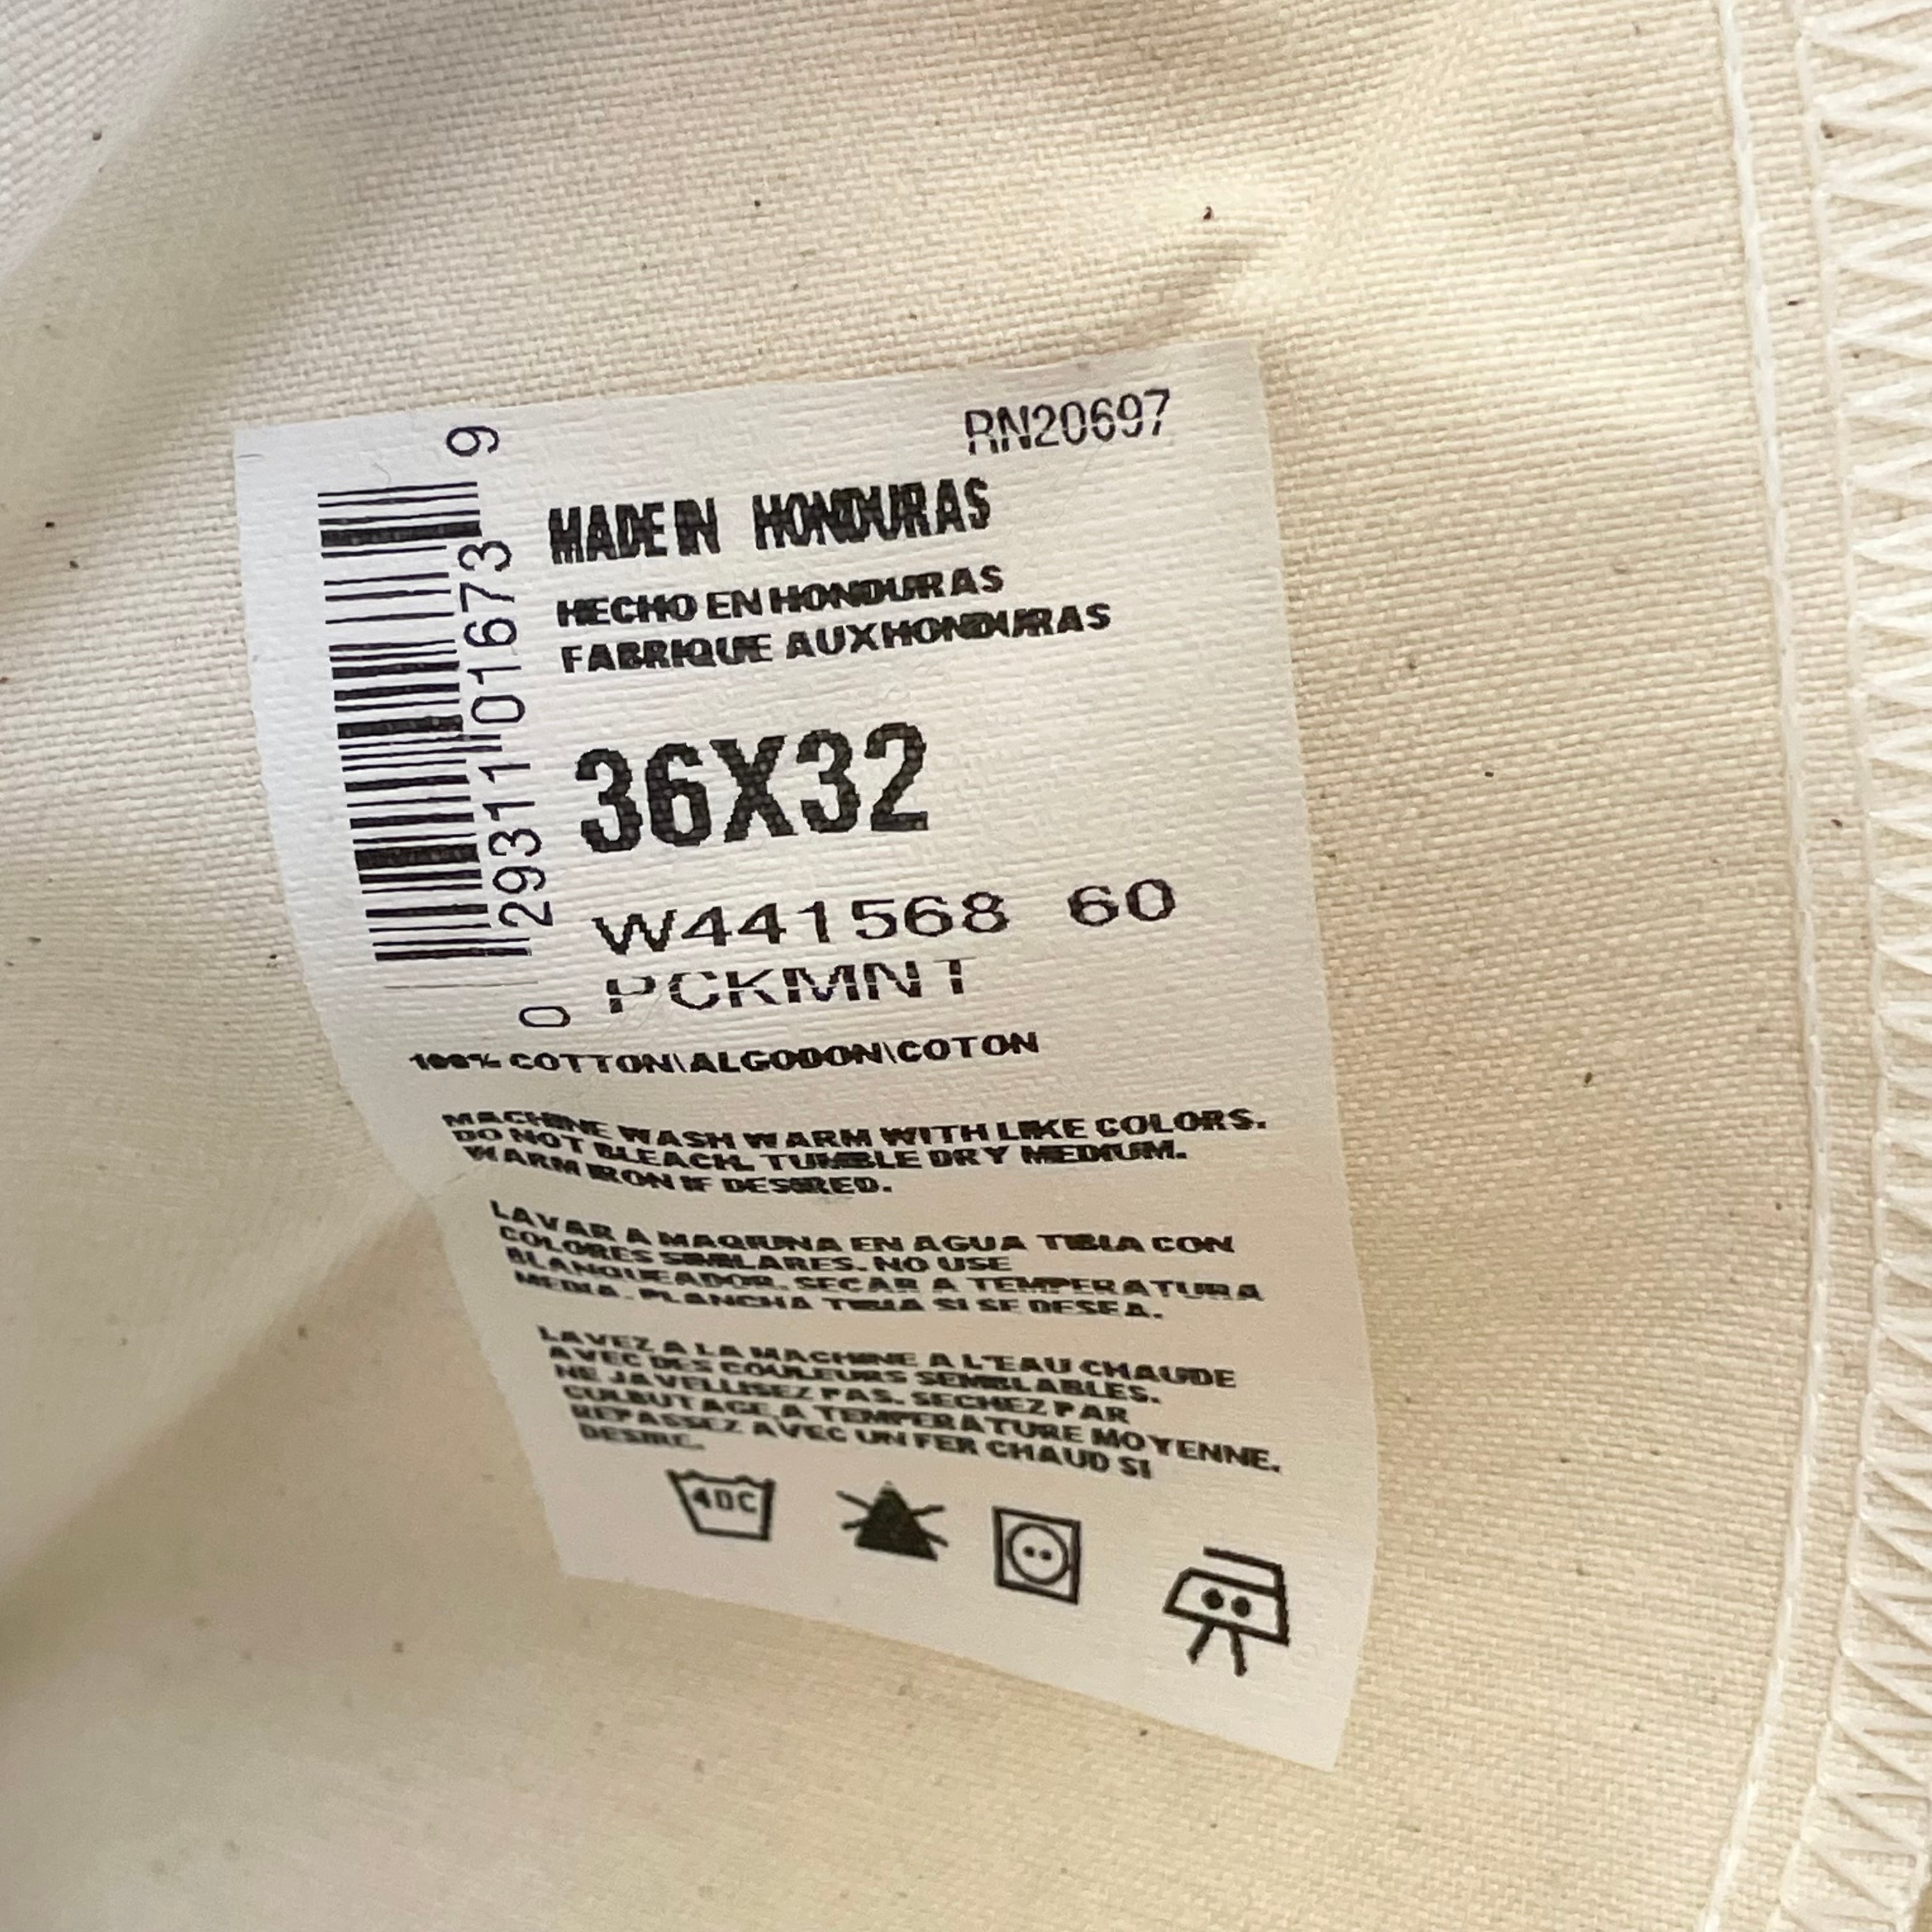 RN20697
MADE IN HONDURAS
HECHO EN HONDURAS
FABRIQUE AUX HONDURAS
36X32
W441568 60
PCKMNT
0 29311 01673 9
100% COTTON\ALGODON\COTON
MACHINE WASH WARM WITH LIKE COLORS.
DO NOT BLEACH. TUMBLE DRY MEDIUM.
WARM IRON IF DESIRED.
LAVAR A MAQIUNA EN AGUA TIBIA CON
COLORES SIMILARES. NO USE
BLANQUEADOR. SECAR A TEMPERATURA
MEDIA. PLANCHA TIBIA SI SE DESEA.
LAVEZ A LA MACHINE A L'EAU CHAUDE
AVEC DES COULEURS SEMBLABLES.
NE JAVELLISEZ PAS. SECHEZ PAR
CULBUTAGE A TEMPERATURE MOYENNE.
REPASSEZ AVEC UN FER CHAUD SI
DESIRE.
40C